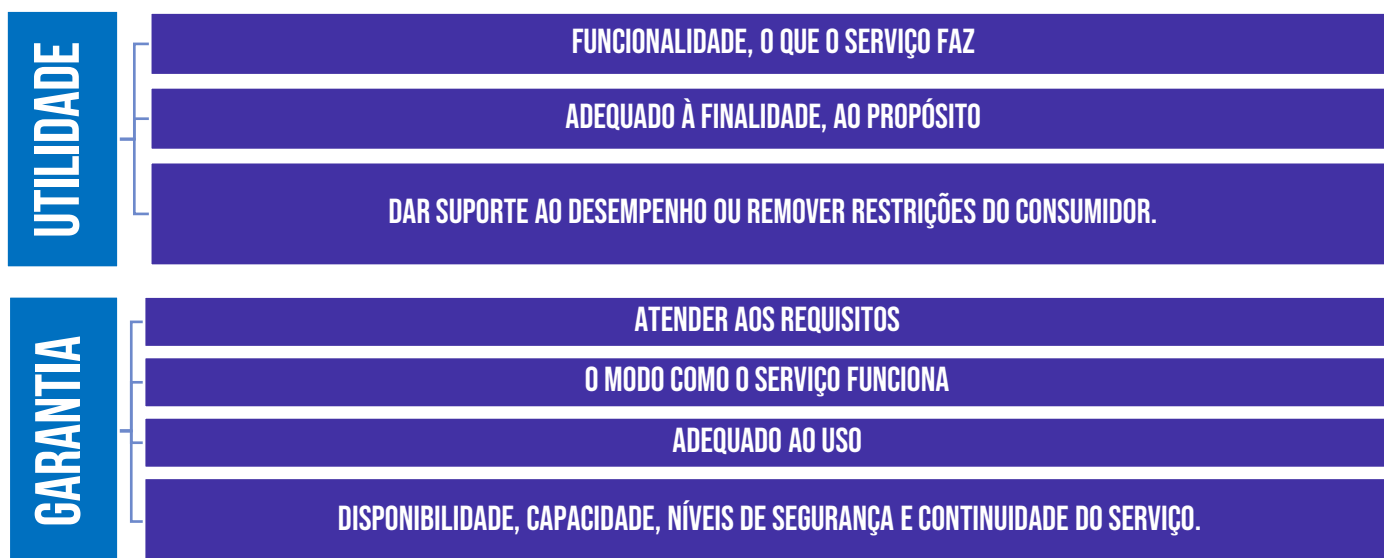 UTILIDADE
FUNCIONALIDADE, O QUE O SERVIÇO FAZ
ADEQUADO À FINALIDADE, AO PROPÓSITO
DAR SUPORTE AO DESEMPENHO OU REMOVER RESTRIÇÕES DO CONSUMIDOR.
GARANTIA
ATENDER AOS REQUISITOS
O MODO COMO O SERVIÇO FUNCIONA
ADEQUADO AO USO
DISPONIBILIDADE, CAPACIDADE, NÍVEIS DE SEGURANÇA E CONTINUIDADE DO SERVIÇO.